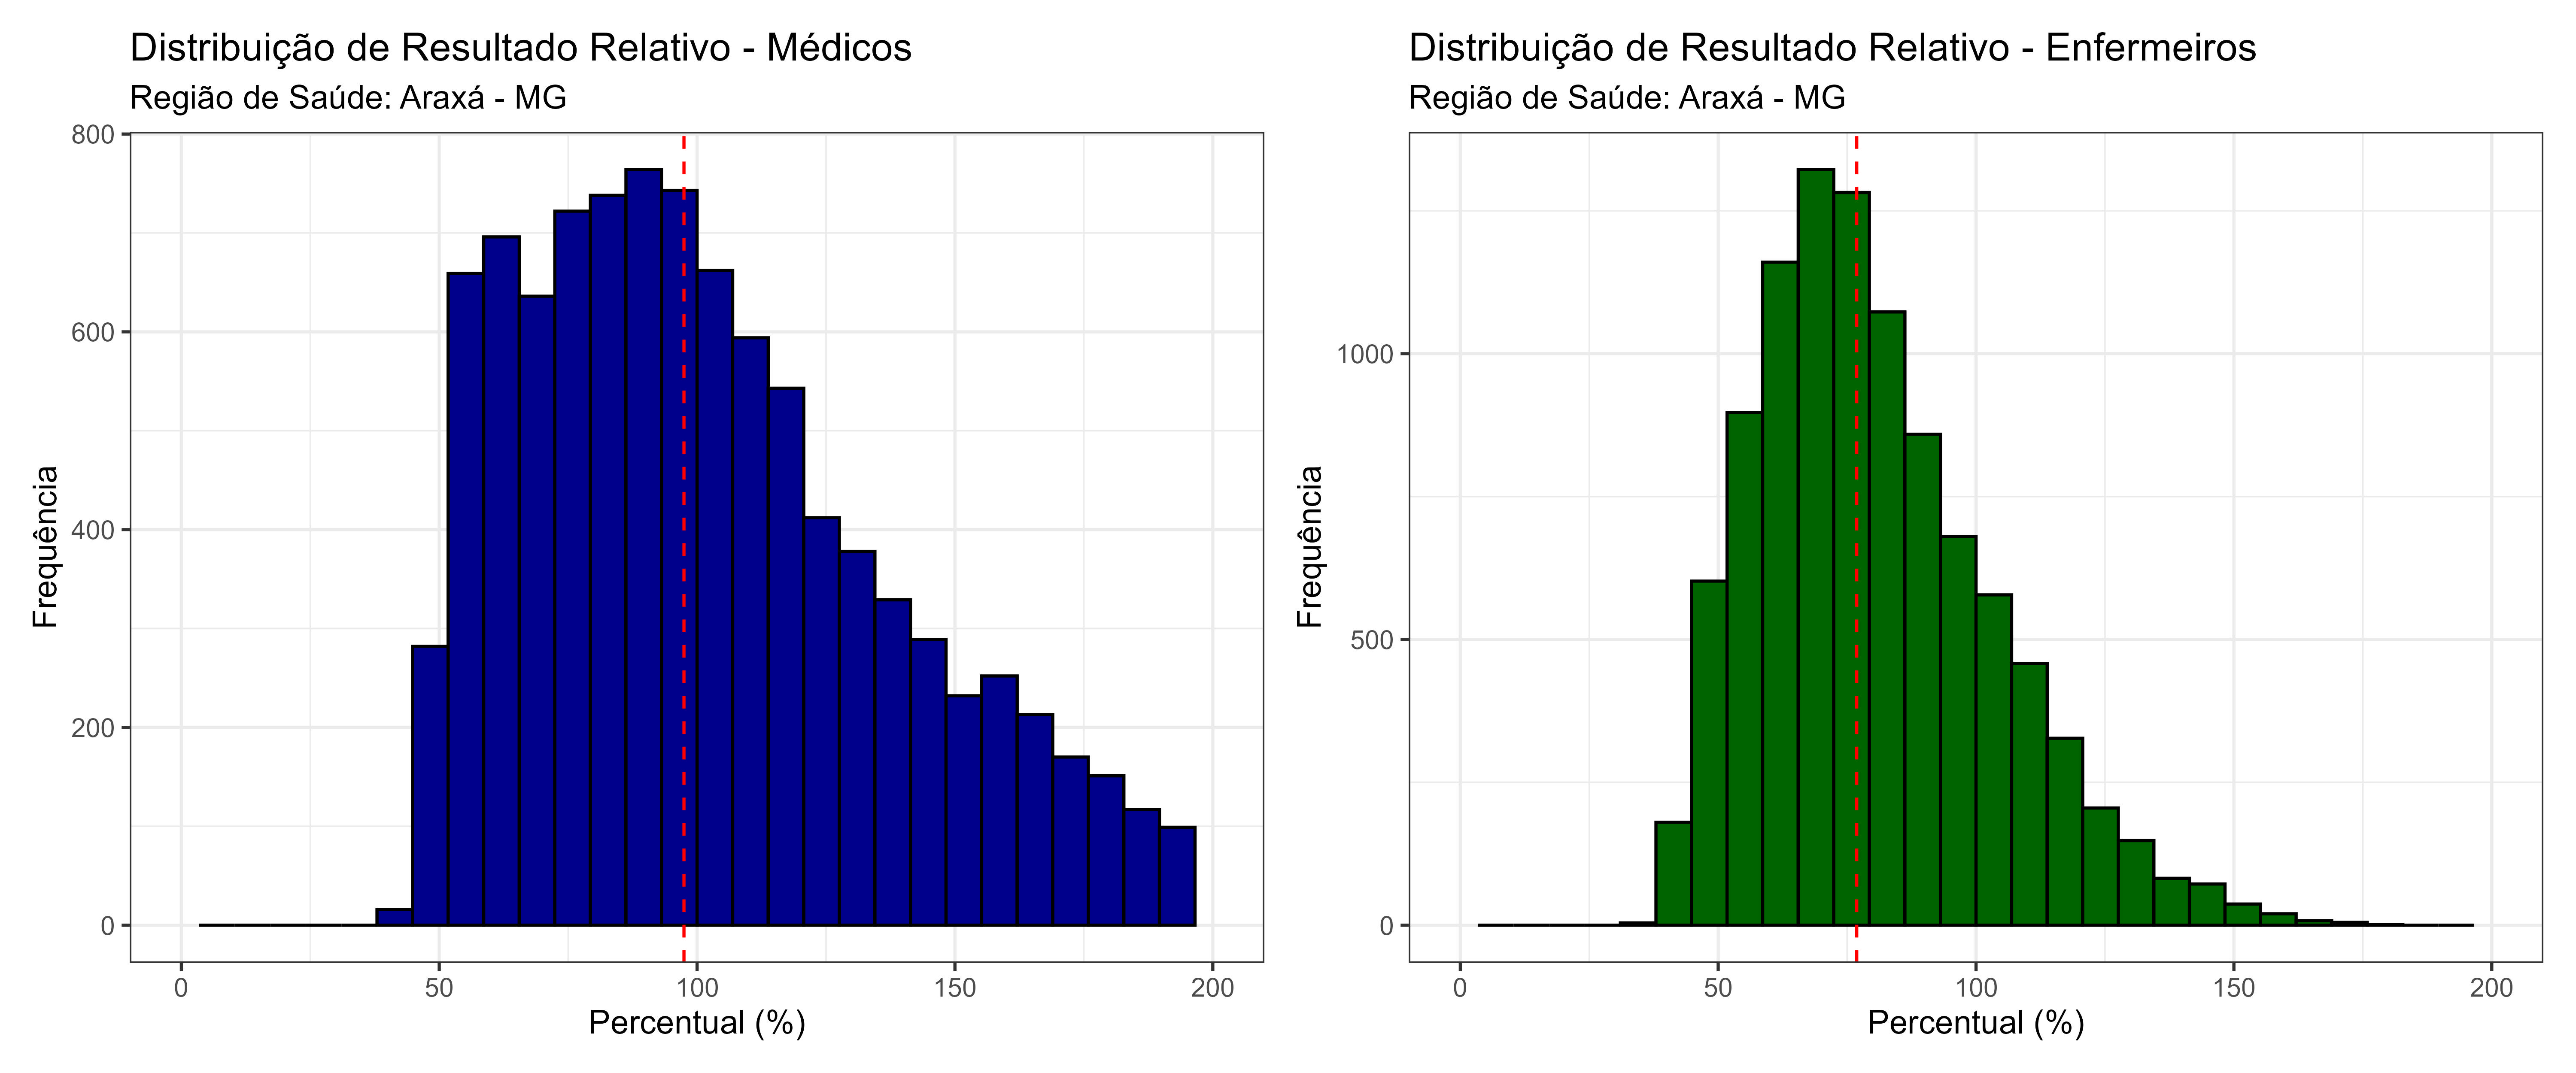 Distribuição de Resultado Relativo - Médicos
Região de Saúde: Araxá - MG
800
600
400
200
0
Frequência
0
50
100
150
200
Percentual (%)
Distribuição de Resultado Relativo - Enfermeiros
Região de Saúde: Araxá - MG
1000
500
0
Frequência
0
50
100
150
200
Percentual (%)